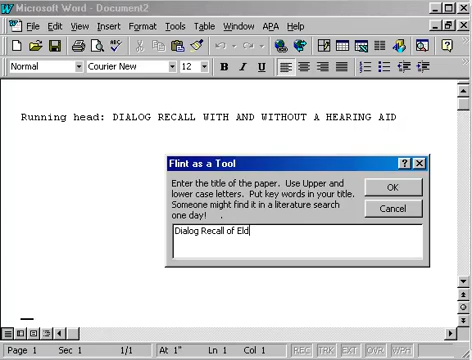 Microsoft Word - Document2
File Edit View Insert Format Tools Table Window APA Help
Normal Courier New 12 B I U
Running head: DIALOG RECALL WITH AND WITHOUT A HEARING AID
Flint as a Tool
Enter the title of the paper. Use Upper and
lower case letters. Put key words in your title.
Someone might find it in a literature search
one day! .
OK
Cancel
Dialog Recall of Eld
Page 1 Sec 1 1/1 At 1" Ln 1 Col 1 REC TRK EXT OVR WPH